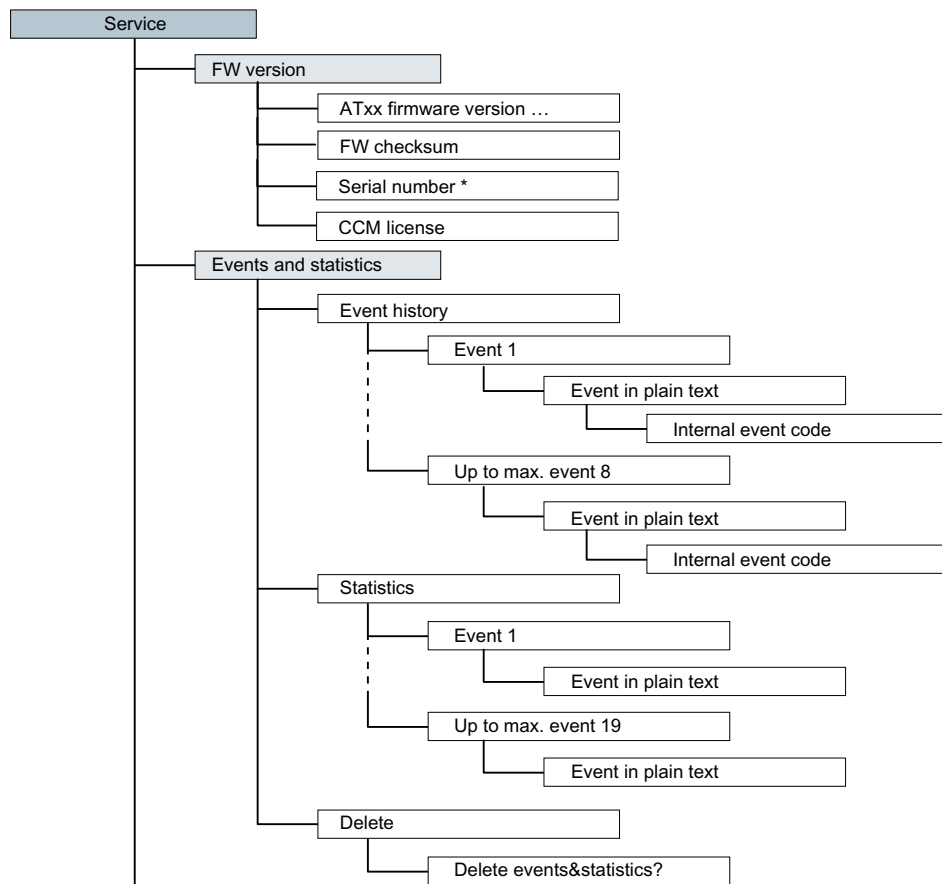 Service
FW version
ATxx firmware version …
FW checksum
Serial number *
CCM license
Events and statistics
Event history
Event 1
Event in plain text
Internal event code
Up to max. event 8
Event in plain text
Internal event code
Statistics
Event 1
Event in plain text
Up to max. event 19
Event in plain text
Delete
Delete events&statistics?